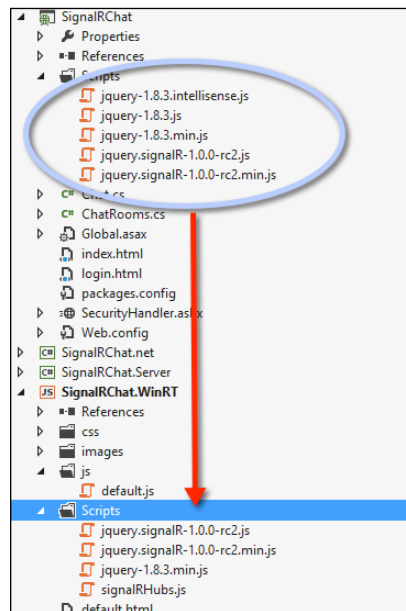 SignalRChat
Properties
References
Scripts
jquery-1.8.3.intellisense.js
jquery-1.8.3.js
jquery-1.8.3.min.js
jquery.signalR-1.0.0-rc2.js
jquery.signalR-1.0.0-rc2.min.js
C# Chat.cs
C# ChatRooms.cs
Global.asax
index.html
login.html
packages.config
SecurityHandler.ashx
Web.config
C# SignalRChat.net
C# SignalRChat.Server
JS SignalRChat.WinRT
References
css
images
js
default.js
Scripts
jquery.signalR-1.0.0-rc2.js
jquery.signalR-1.0.0-rc2.min.js
jquery-1.8.3.min.js
signalRHubs.js
default.html